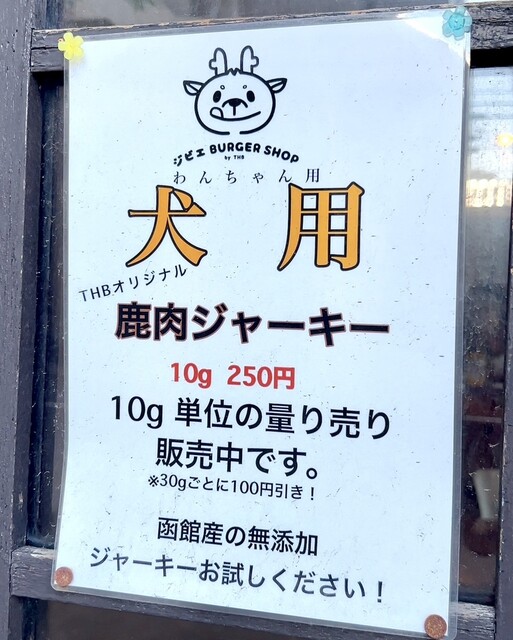 ジビエ BURGER SHOP
by THB
わんちゃん用
犬 用
THBオリジナル
鹿肉ジャーキー
10g 250円
10g 単位の量り売り
販売中です。
※30gごとに100円引き！
函館産の無添加
ジャーキーお試しください！